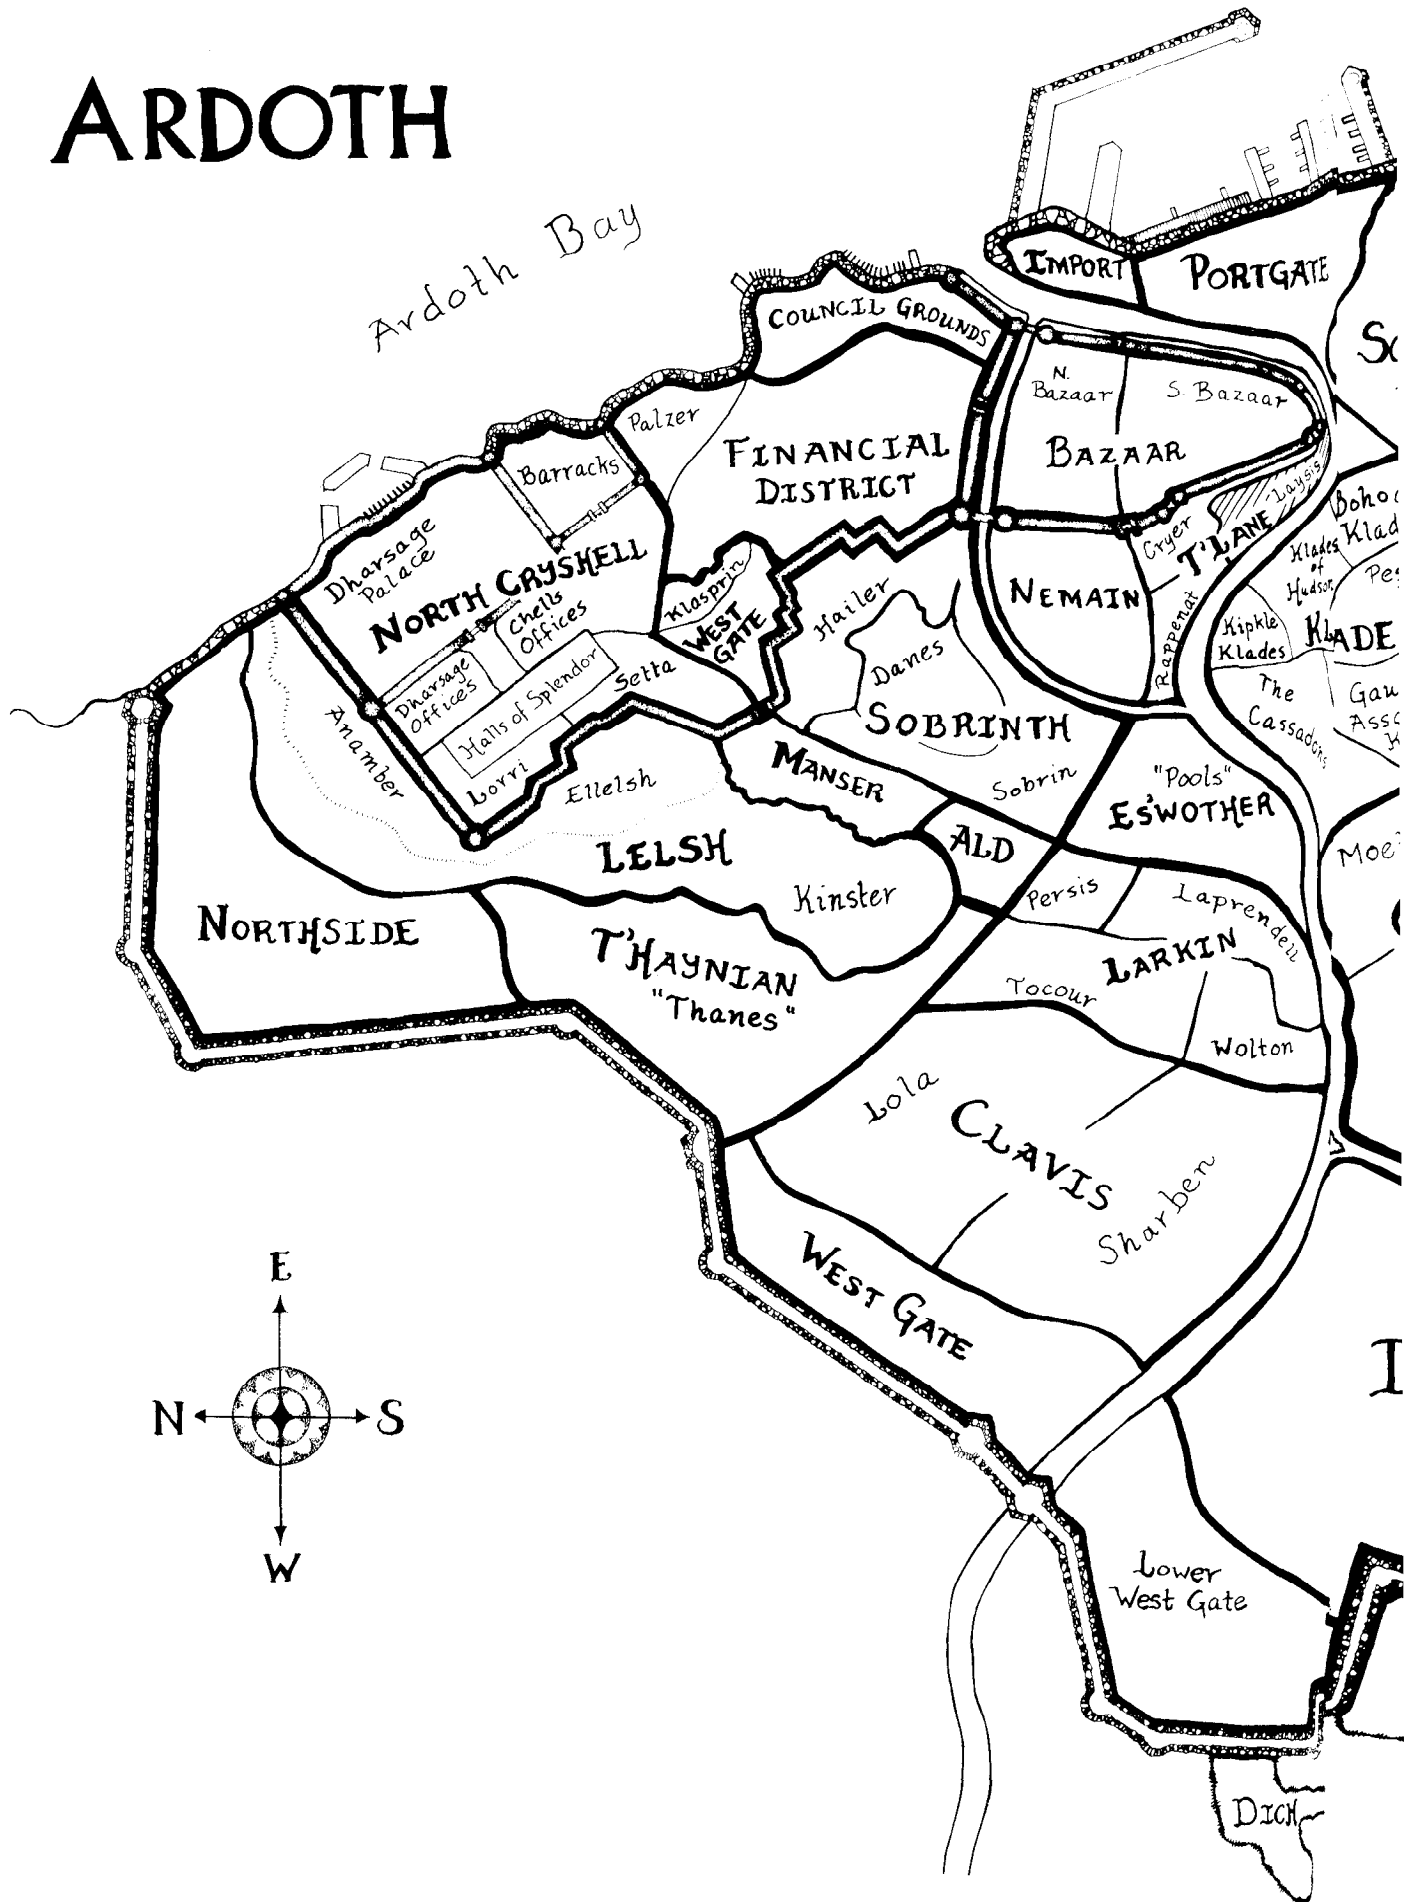 ARDOTH
Ardoth Bay
IMPORT
PORTGATE
COUNCIL GROUNDS
N.
Bazaar
S. Bazaar
BAZAAR
Palzer
FINANCIAL
DISTRICT
Barracks
Dharsage
Palace
NORTH CRYSHELL
Chells
Offices
Dharsage
Offices
Halls of Splendor
Setta
Lorri
Klasprin
WEST
GATE
Hailer
Danes
SOBRINTH
Sobrin
NEMAIN
Cryer
T'LANE
Laysis
Rappenat
Klades
of
Hudson
Kipkle
Klades
KLADE
The
Cassadons
Anamber
Ellelsh
LELSH
Kinster
MANSER
ALD
"Pools"
ES'WOTHER
Persis
Laprendell
LARKIN
Tocour
Wolton
NORTHSIDE
T'HAYNIAN
"Thanes"
Lola
CLAVIS
Sharben
WEST GATE
E
N S
W
Lower
West Gate
DICH